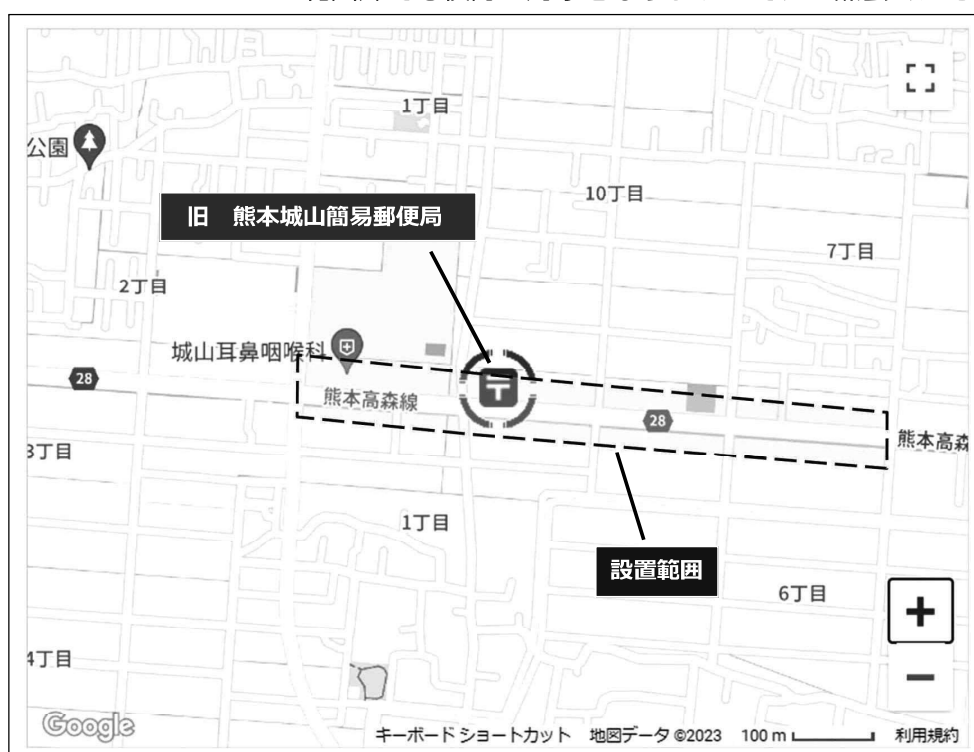 1丁目
公園
10丁目
旧 熊本城山簡易郵便局
7丁目
2丁目
城山耳鼻咽喉科
28
熊本高森線
28
熊本高森
3丁目
1丁目
設置範囲
6丁目
4丁目
Google
キーボード ショートカット 地図データ ©2023 100 m 利用規約